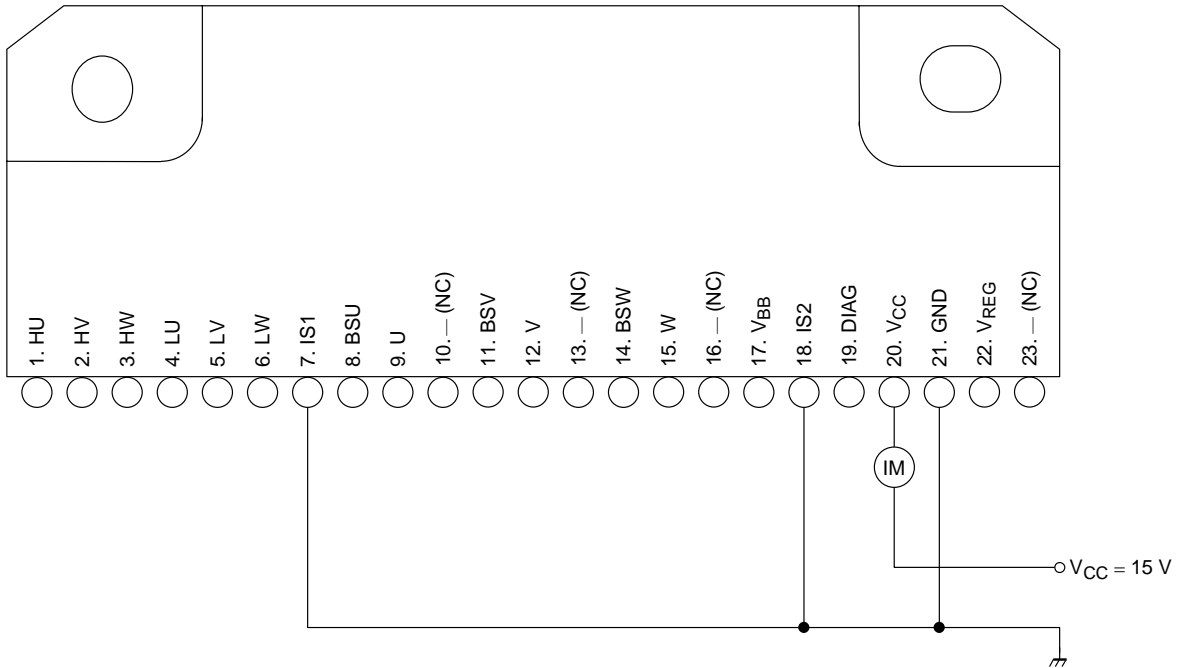 1. HU
2. HV
3. HW
4. LU
5. LV
6. LW
7. IS1
8. BSU
9. U
10. — (NC)
11. BSV
12. V
13. — (NC)
14. BSW
15. W
16. — (NC)
17. VBB
18. IS2
19. DIAG
20. VCC
21. GND
22. VREG
23. — (NC)
IM
VCC = 15 V